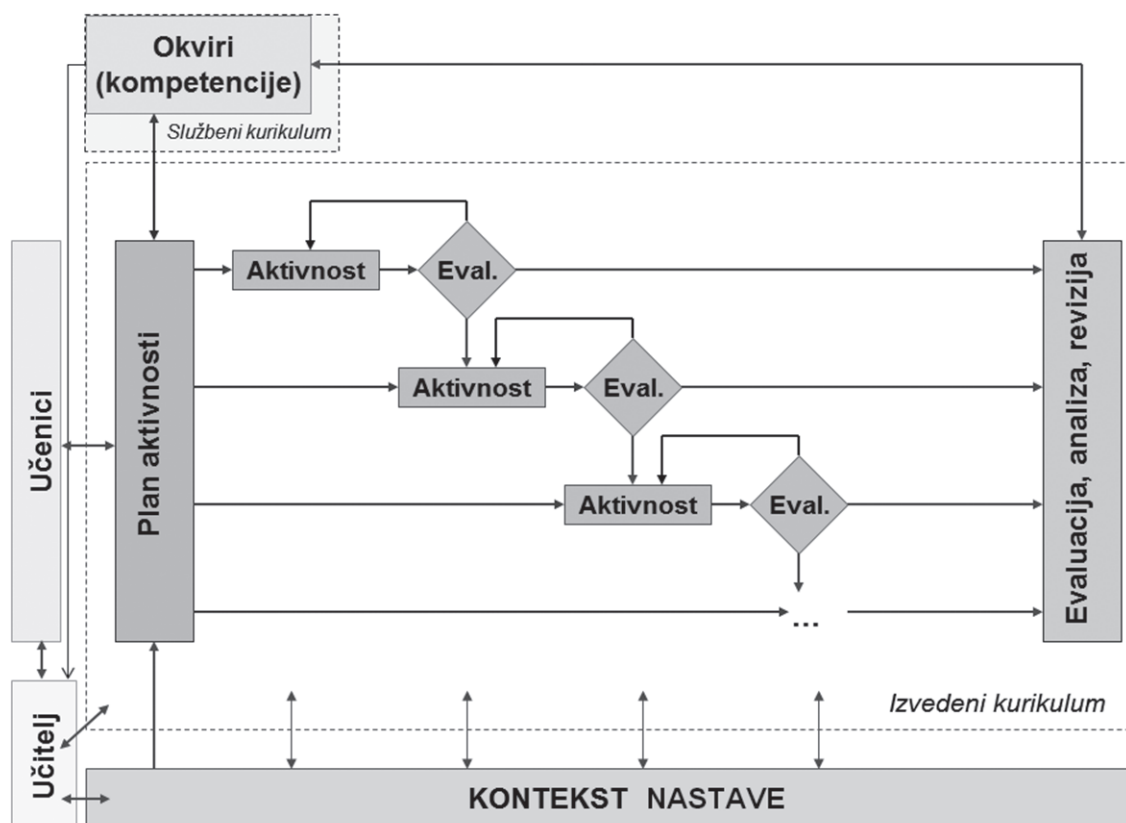 Okviri
(kompetencije)
Službeni kurikulum
Aktivnost
Eval.
Aktivnost
Eval.
Aktivnost
Eval.
...
Učenici
Plan aktivnosti
Evaluacija, analiza, revizija
Izvedeni kurikulum
Učitelj
KONTEKST NASTAVE